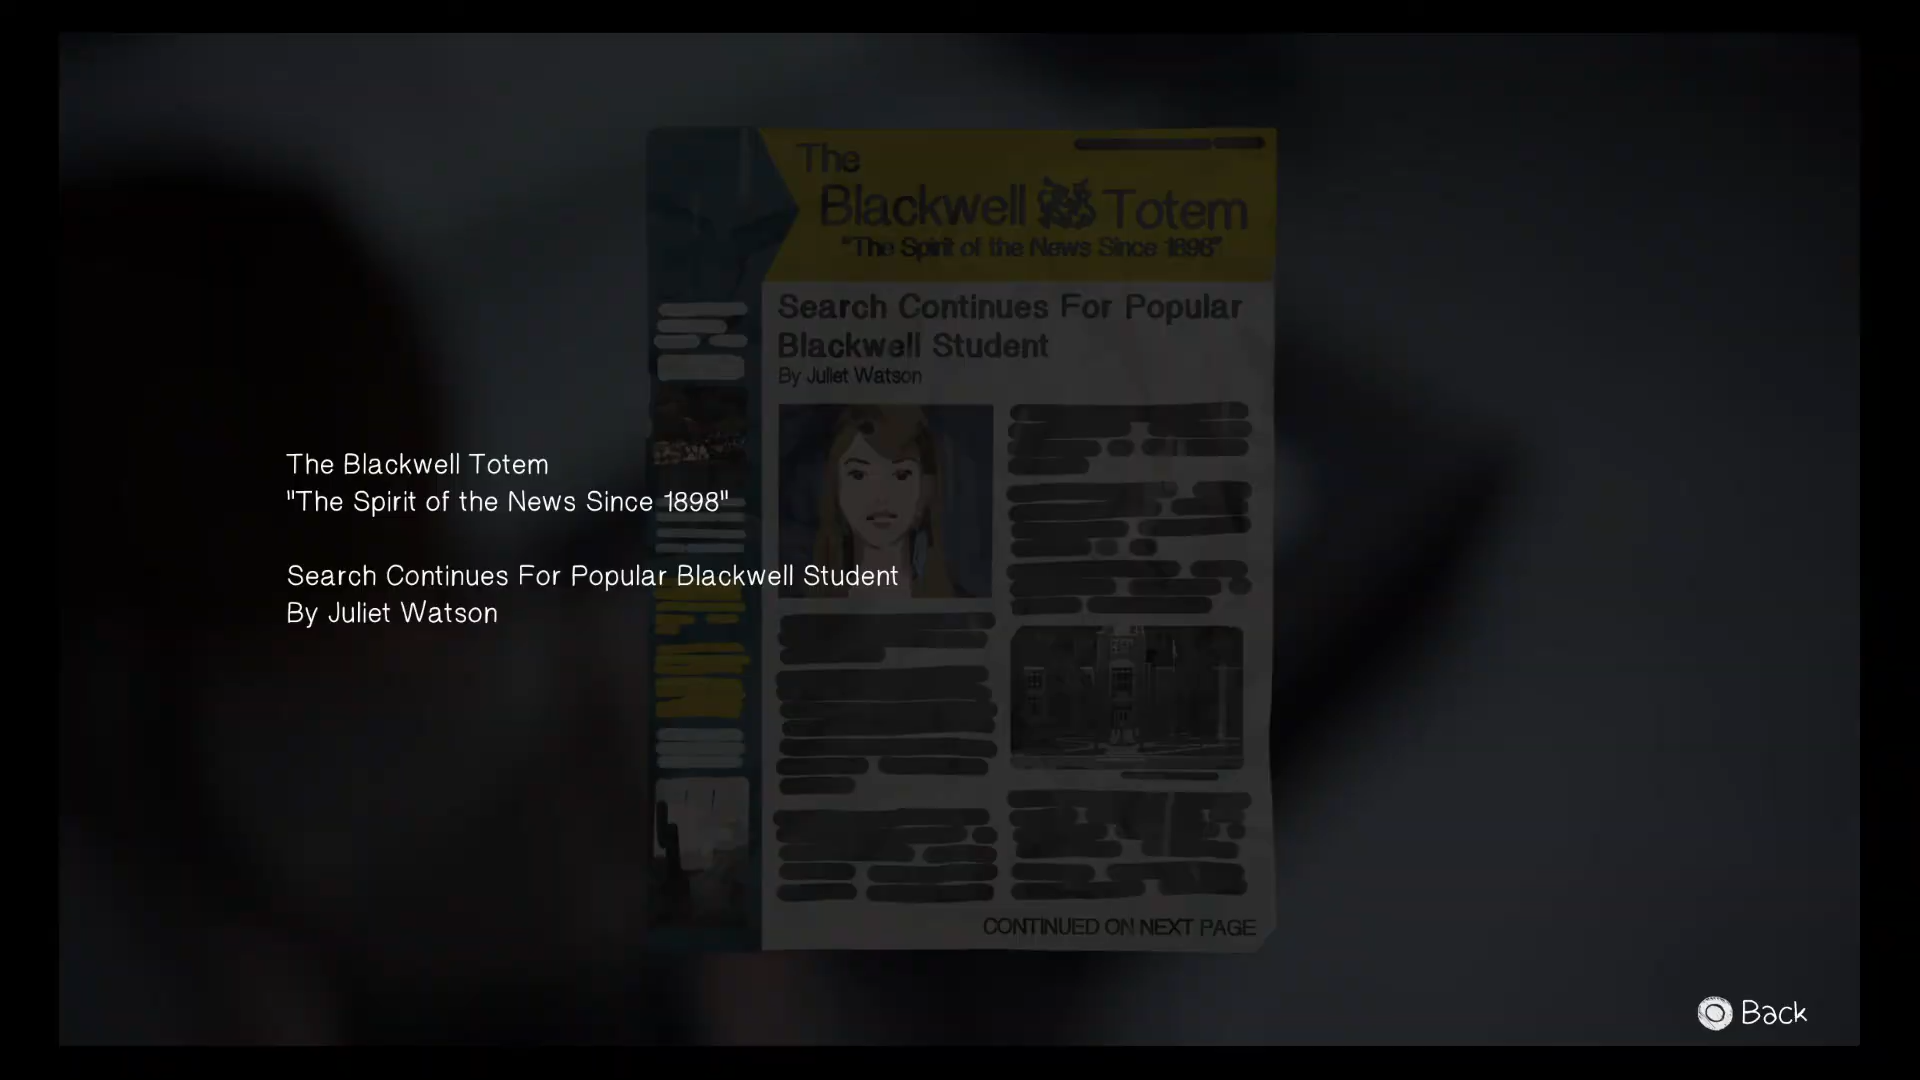 The Blackwell Totem
"The Spirit of the News Since 1898"
Search Continues For Popular Blackwell Student
By Juliet Watson
The
Blackwell Totem
"The Spirit of the News Since 1898"
Search Continues For Popular
Blackwell Student
By Juliet Watson
CONTINUED ON NEXT PAGE
Back